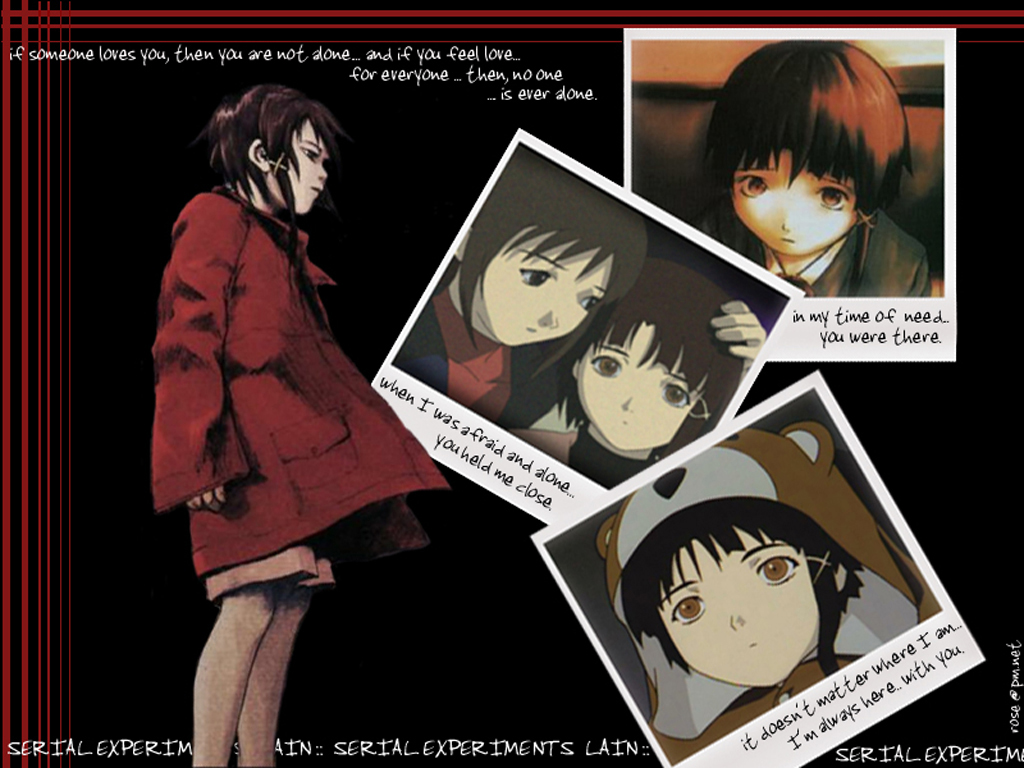 if someone loves you, then you are not alone... and if you feel love...
for everyone ... then, no one
... is ever alone.
in my time of need..
you were there.
when I was afraid and alone...
you held me close.
it doesn't matter where I am...
I'm always here.. with you.
rose @ pm.net
SERIAL EXPERIM S AIN :: SERIAL EXPERIMENTS LAIN ::
SERIAL EXPERIME